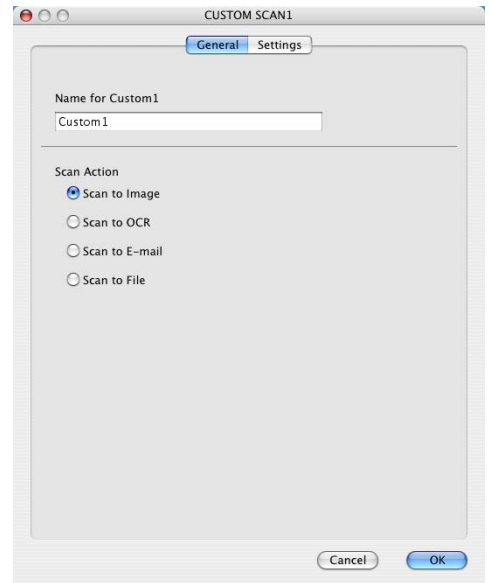 CUSTOM SCAN1
General Settings
Name for Custom1
Custom1
Scan Action
Scan to Image
Scan to OCR
Scan to E-mail
Scan to File
Cancel OK